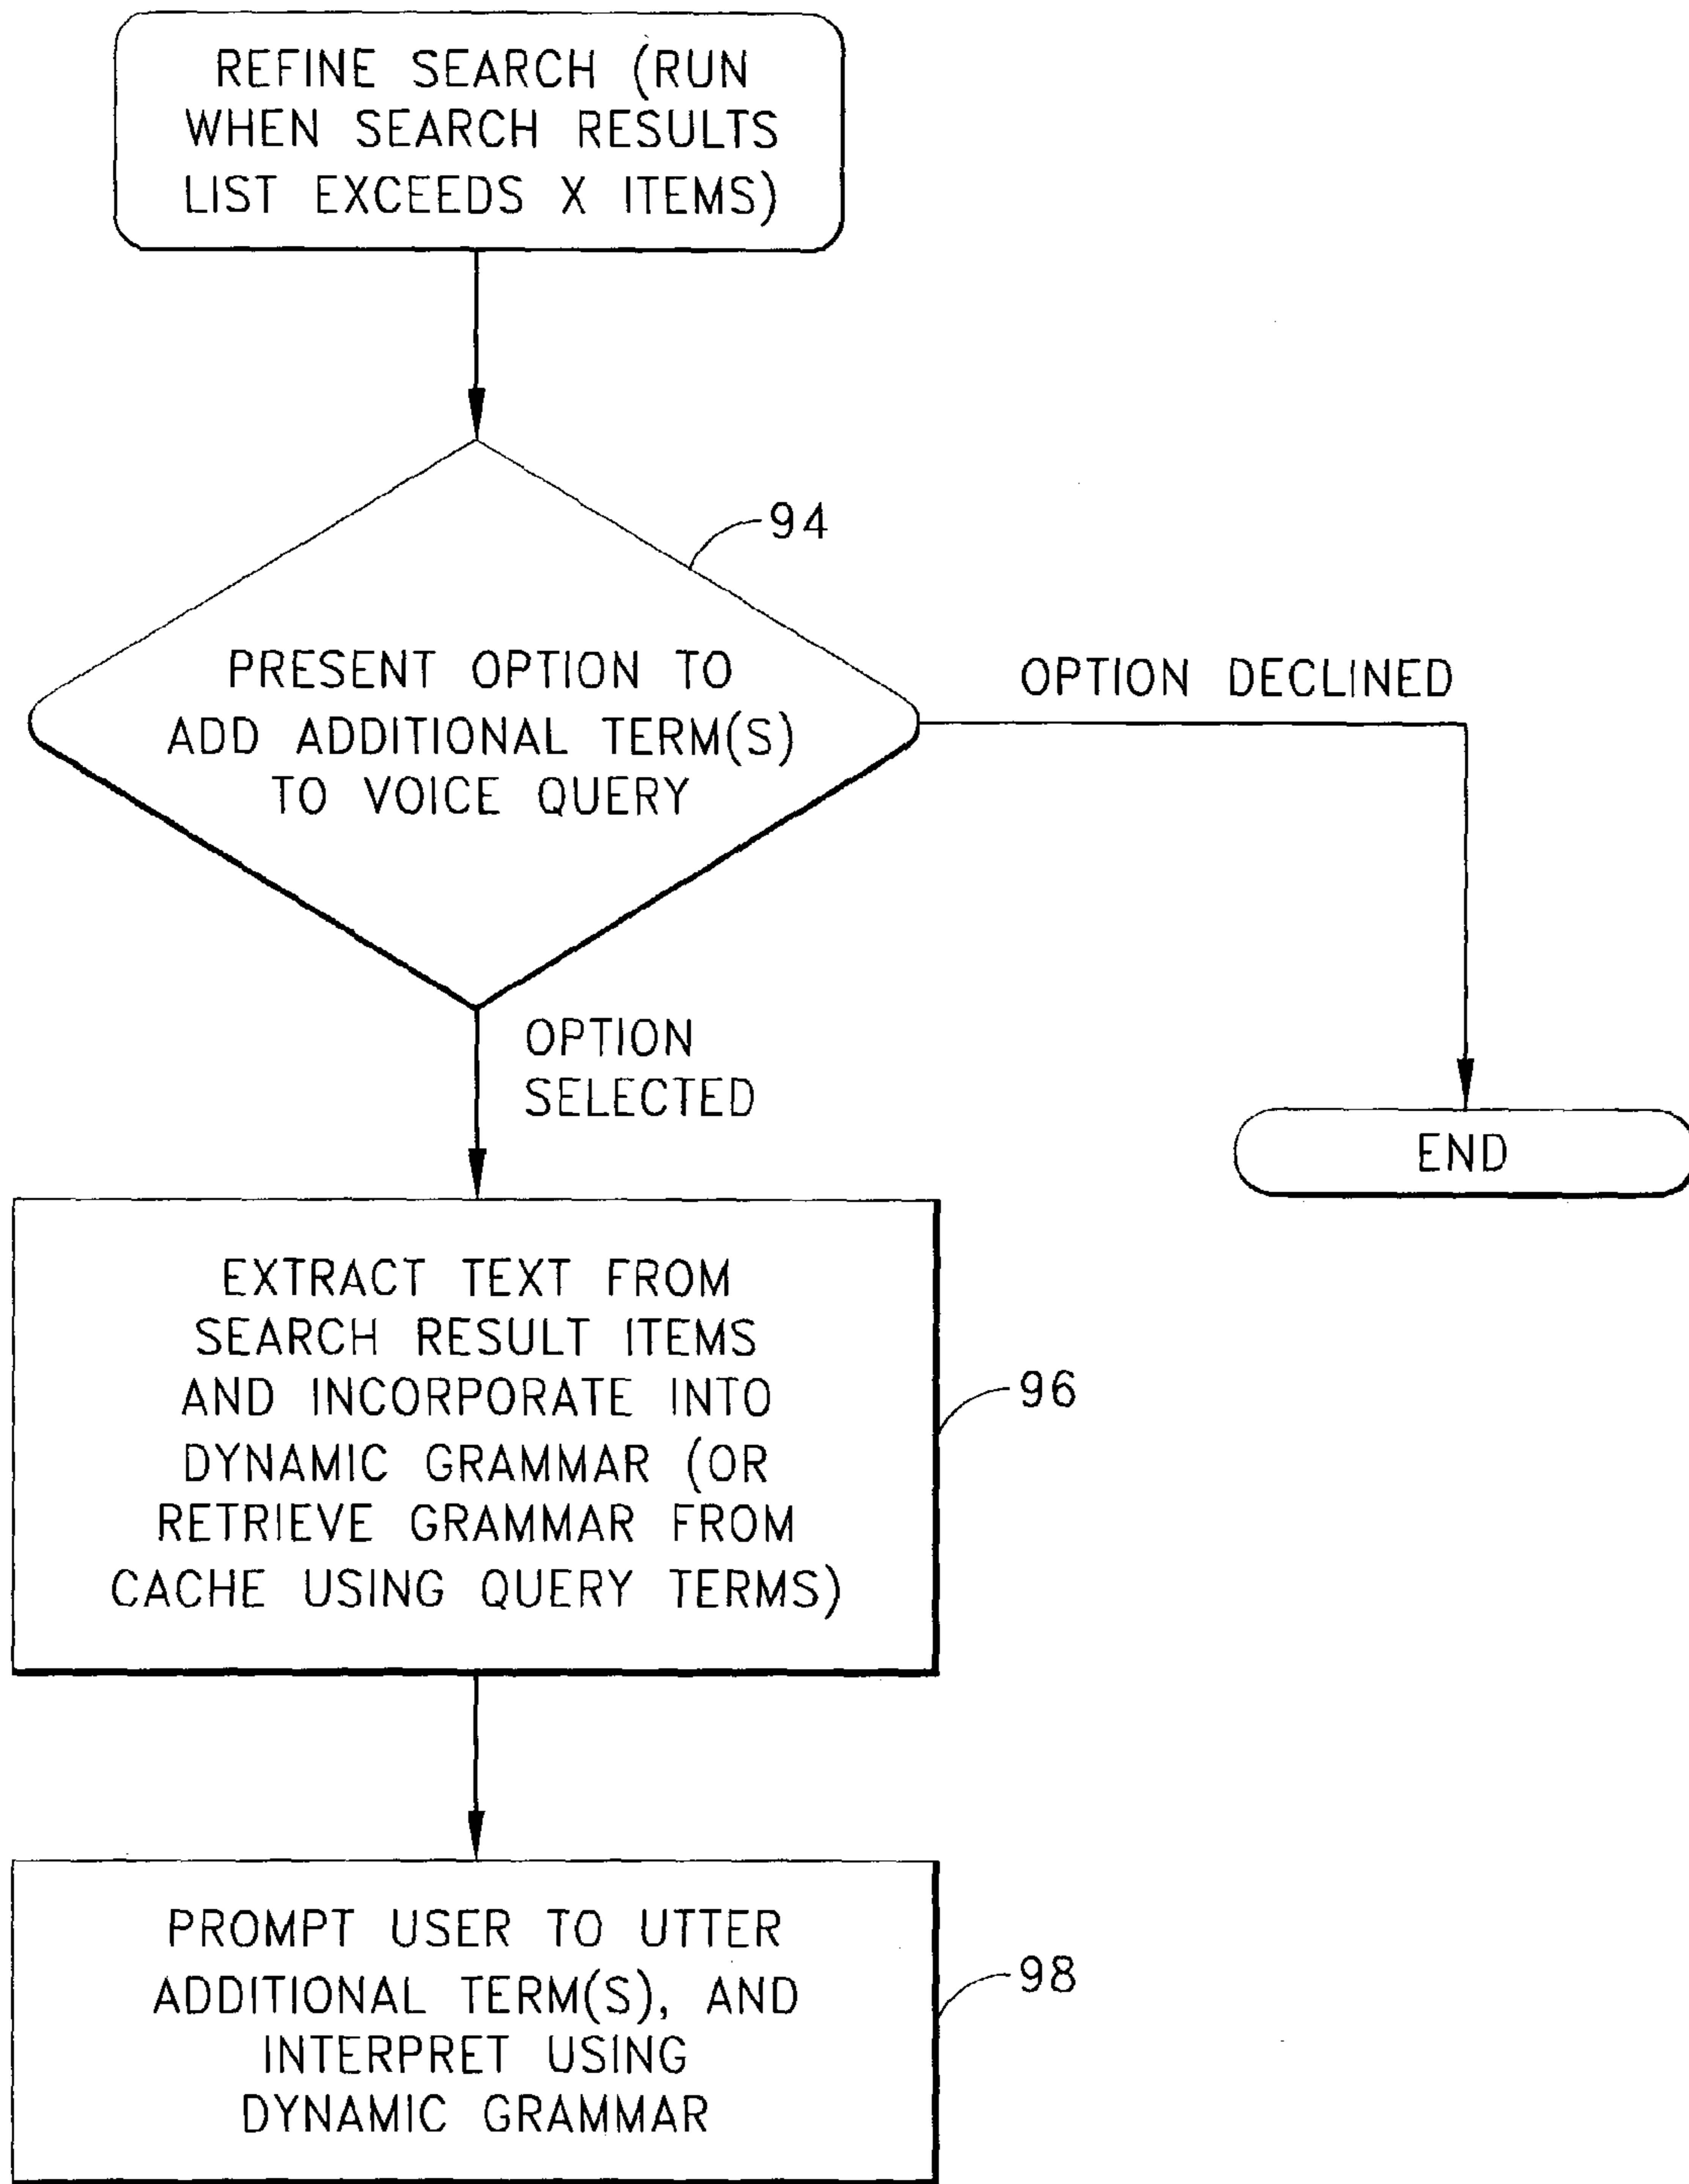 REFINE SEARCH (RUN
WHEN SEARCH RESULTS
LIST EXCEEDS X ITEMS)
94
PRESENT OPTION TO
ADD ADDITIONAL TERM(S)
TO VOICE QUERY
OPTION DECLINED
OPTION
SELECTED
END
EXTRACT TEXT FROM
SEARCH RESULT ITEMS
AND INCORPORATE INTO
DYNAMIC GRAMMAR (OR
RETRIEVE GRAMMAR FROM
CACHE USING QUERY TERMS)
96
PROMPT USER TO UTTER
ADDITIONAL TERM(S), AND
INTERPRET USING
DYNAMIC GRAMMAR
98